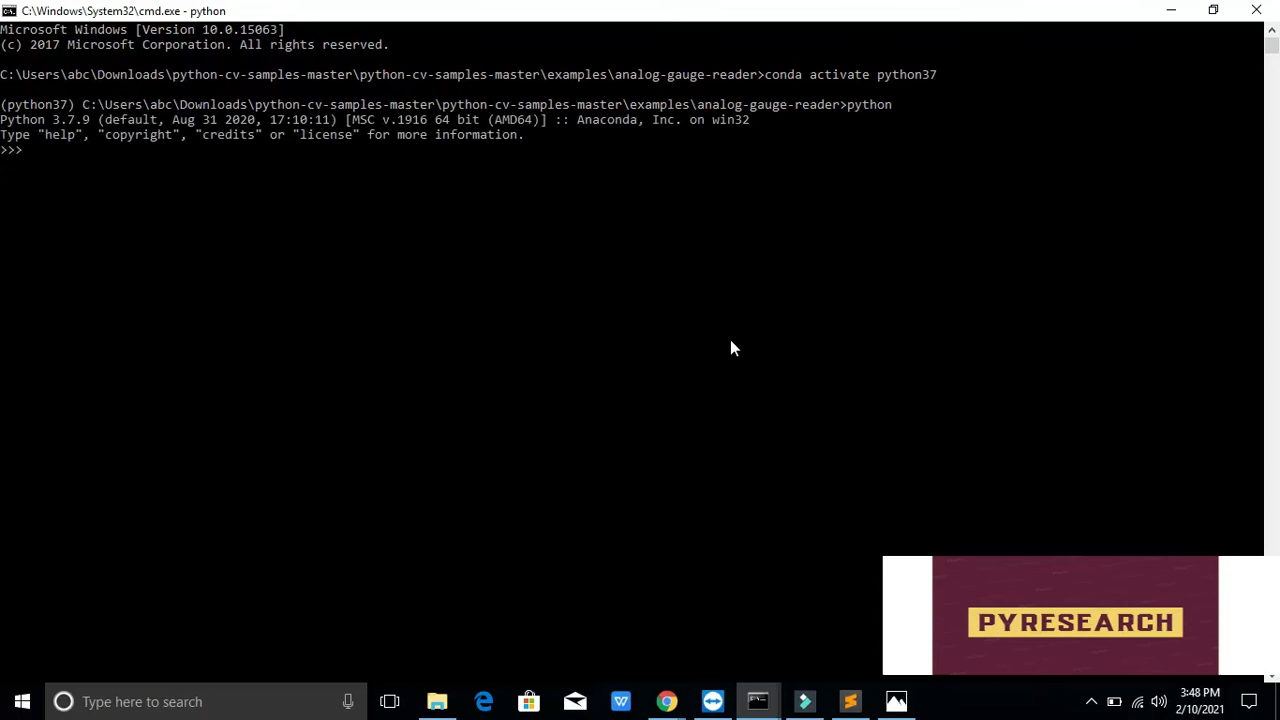 C:\Windows\System32\cmd.exe - python
Microsoft Windows [Version 10.0.15063]
(c) 2017 Microsoft Corporation. All rights reserved.
C:\Users\abc\Downloads\python-cv-samples-master\python-cv-samples-master\examples\analog-gauge-reader>conda activate python37
(python37) C:\Users\abc\Downloads\python-cv-samples-master\python-cv-samples-master\examples\analog-gauge-reader>python
Python 3.7.9 (default, Aug 31 2020, 17:10:11) [MSC v.1916 64 bit (AMD64)] :: Anaconda, Inc. on win32
Type "help", "copyright", "credits" or "license" for more information.
>>>
PYRESEARCH
Type here to search
3:48 PM
2/10/2021